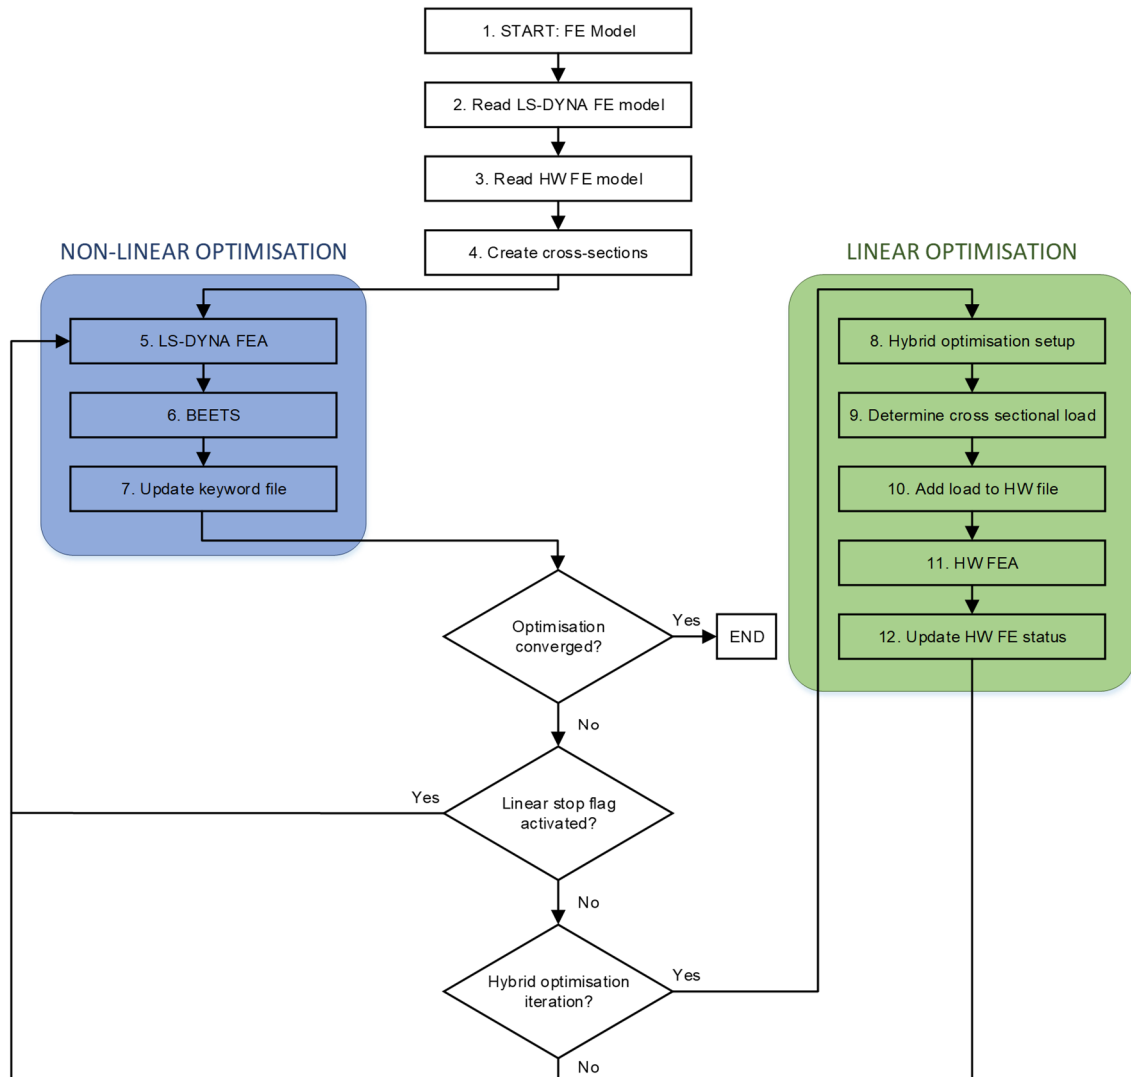 1. START: FE Model
2. Read LS-DYNA FE model
3. Read HW FE model
4. Create cross-sections
NON-LINEAR OPTIMISATION
5. LS-DYNA FEA
6. BEETS
7. Update keyword file
LINEAR OPTIMISATION
8. Hybrid optimisation setup
9. Determine cross sectional load
10. Add load to HW file
11. HW FEA
12. Update HW FE status
Optimisation
converged?
Yes
END
No
Linear stop flag
activated?
Yes
No
Hybrid optimisation
iteration?
Yes
No